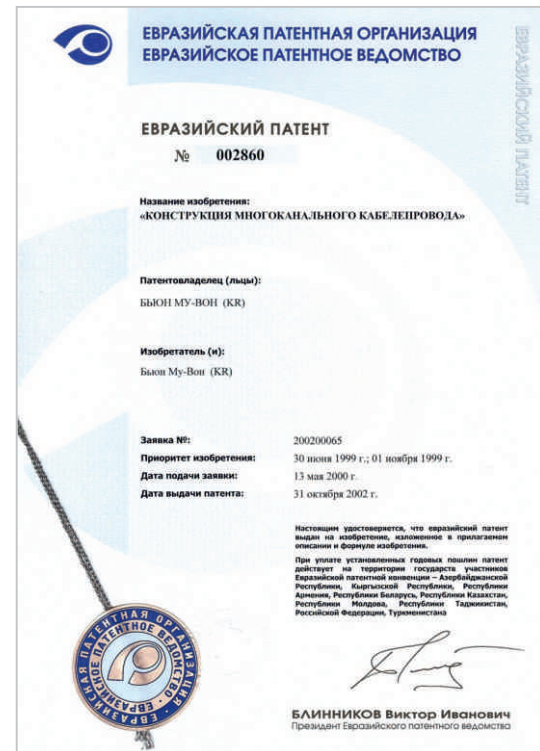 ЕВРАЗИЙСКАЯ ПАТЕНТНАЯ ОРГАНИЗАЦИЯ
ЕВРАЗИЙСКОЕ ПАТЕНТНОЕ ВЕДОМСТВО
ЕВРАЗИЙСКИЙ ПАТЕНТ
ЕВРАЗИЙСКИЙ ПАТЕНТ
№ 002860
Название изобретения:
«КОНСТРУКЦИЯ МНОГОКАНАЛЬНОГО КАБЕЛЕПРОВОДА»
Патентовладелец (льцы):
БЬЮН МУ-ВОН (KR)
Изобретатель (и):
Бьюн Му-Вон (KR)
Заявка №: 200200065
Приоритет изобретения: 30 июня 1999 г.; 01 ноября 1999 г.
Дата подачи заявки: 13 мая 2000 г.
Дата выдачи патента: 31 октября 2002 г.
Настоящим удостоверяется, что евразийский патент
выдан на изобретение, изложенное в прилагаемом
описании и формуле изобретения.
При уплате установленных годовых пошлин патент
действует на территории государств участников
Евразийской патентной конвенции – Азербайджанской
Республики, Кыргызской Республики, Республики
Армения, Республики Беларусь, Республики Казахстан,
Республики Молдова, Республики Таджикистан,
Российской Федерации, Туркменистана
ЕВРАЗИЙСКАЯ ПАТЕНТНАЯ ОРГАНИЗАЦИЯ
ЕВРАЗИЙСКОЕ ПАТЕНТНОЕ ВЕДОМСТВО
БЛИННИКОВ Виктор Иванович
Президент Евразийского патентного ведомства